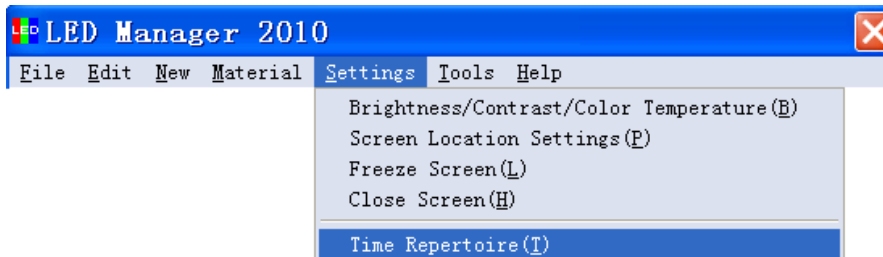 LED LED Manager 2010
File Edit New Material Settings Tools Help
Brightness/Contrast/Color Temperature(B)
Screen Location Settings(P)
Freeze Screen(L)
Close Screen(H)
Time Repertoire(T)